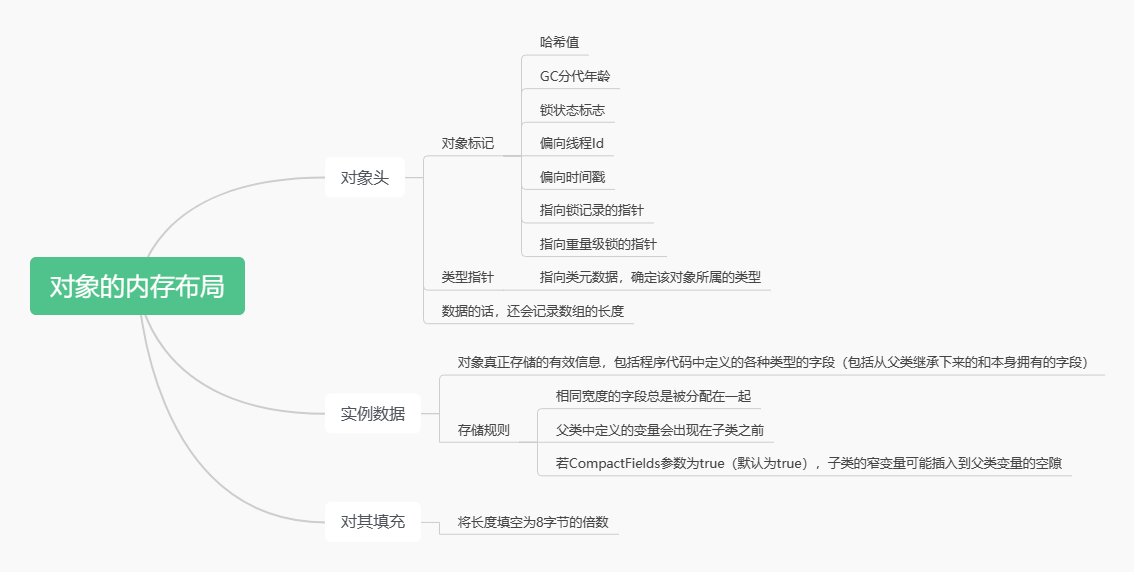 对象的内存布局
对象头
对象标记
哈希值
GC分代年龄
锁状态标志
偏向线程Id
偏向时间戳
指向锁记录的指针
指向重量级锁的指针
类型指针
指向类元数据，确定该对象所属的类型
数据的话，还会记录数组的长度
实例数据
对象真正存储的有效信息，包括程序代码中定义的各种类型的字段（包括从父类继承下来的和本身拥有的字段）
存储规则
相同宽度的字段总是被分配在一起
父类中定义的变量会出现在子类之前
若CompactFields参数为true（默认为true），子类的窄变量可能插入到父类变量的空隙
对其填充
将长度填空为8字节的倍数